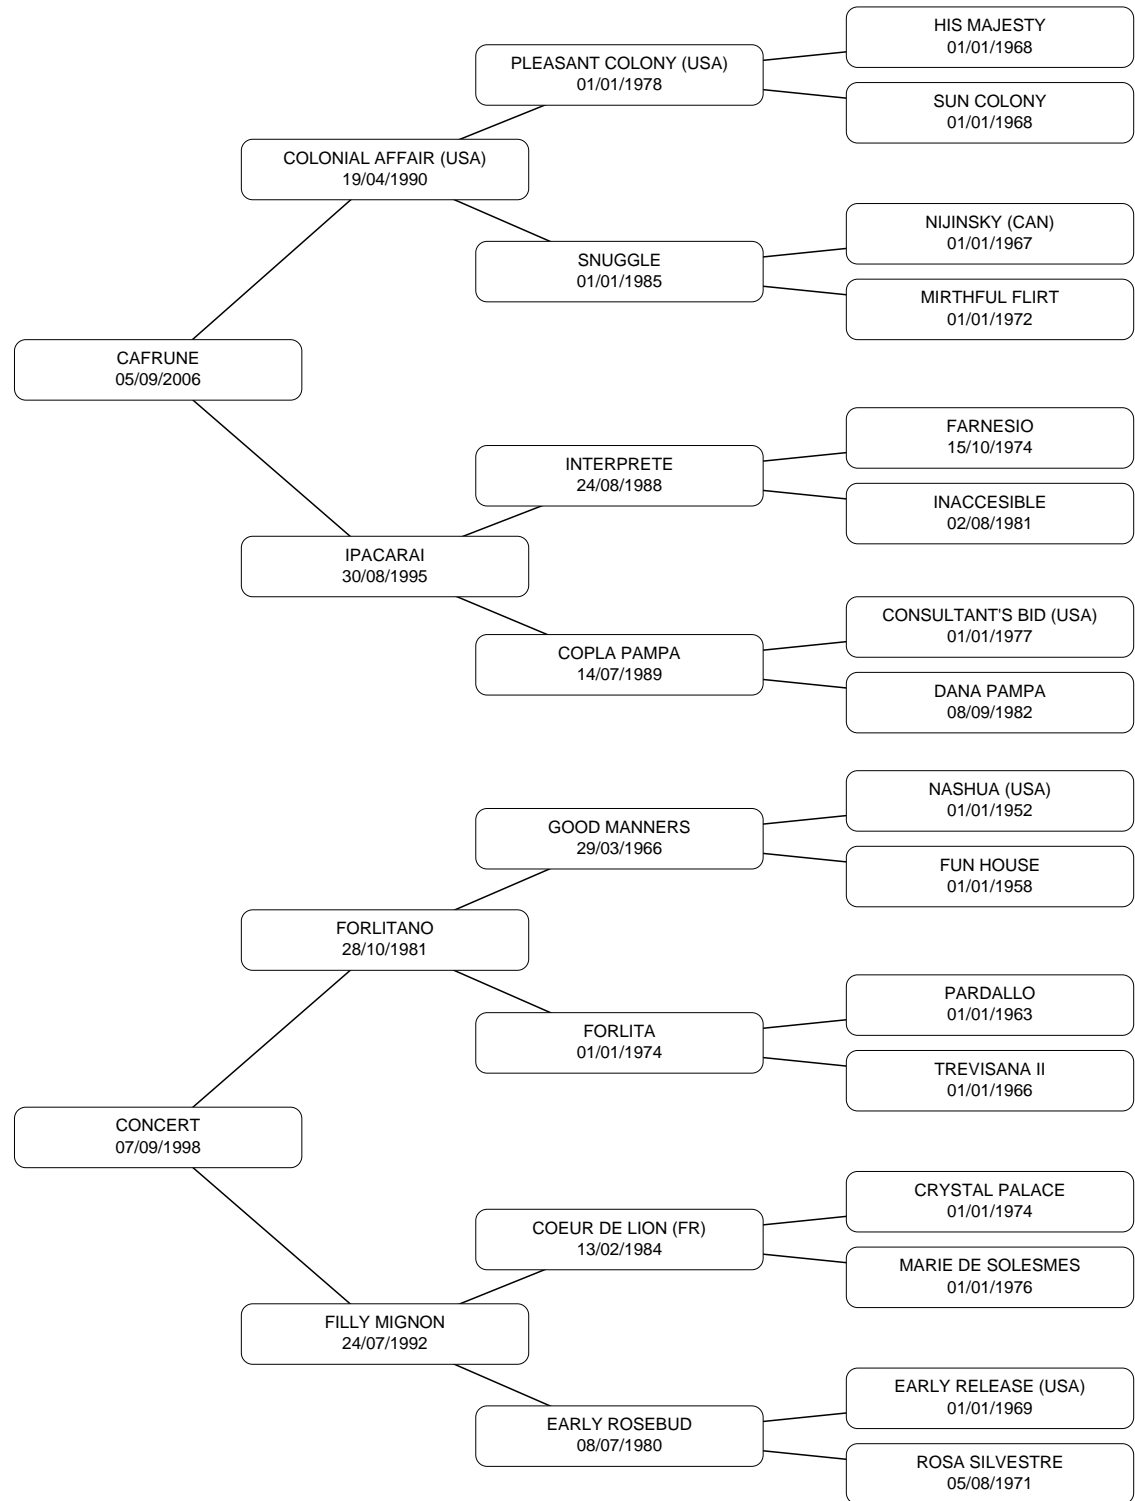 HIS MAJESTY
01/01/1968
PLEASANT COLONY (USA)
01/01/1978
SUN COLONY
01/01/1968
COLONIAL AFFAIR (USA)
19/04/1990
NIJINSKY (CAN)
01/01/1967
SNUGGLE
01/01/1985
MIRTHFUL FLIRT
01/01/1972
CAFRUNE
05/09/2006
FARNESIO
15/10/1974
INTERPRETE
24/08/1988
INACCESIBLE
02/08/1981
IPACARAI
30/08/1995
CONSULTANT'S BID (USA)
01/01/1977
COPLA PAMPA
14/07/1989
DANA PAMPA
08/09/1982
NASHUA (USA)
01/01/1952
GOOD MANNERS
29/03/1966
FUN HOUSE
01/01/1958
FORLITANO
28/10/1981
PARDALLO
01/01/1963
FORLITA
01/01/1974
TREVISANA II
01/01/1966
CONCERT
07/09/1998
CRYSTAL PALACE
01/01/1974
COEUR DE LION (FR)
13/02/1984
MARIE DE SOLESMES
01/01/1976
FILLY MIGNON
24/07/1992
EARLY RELEASE (USA)
01/01/1969
EARLY ROSEBUD
08/07/1980
ROSA SILVESTRE
05/08/1971